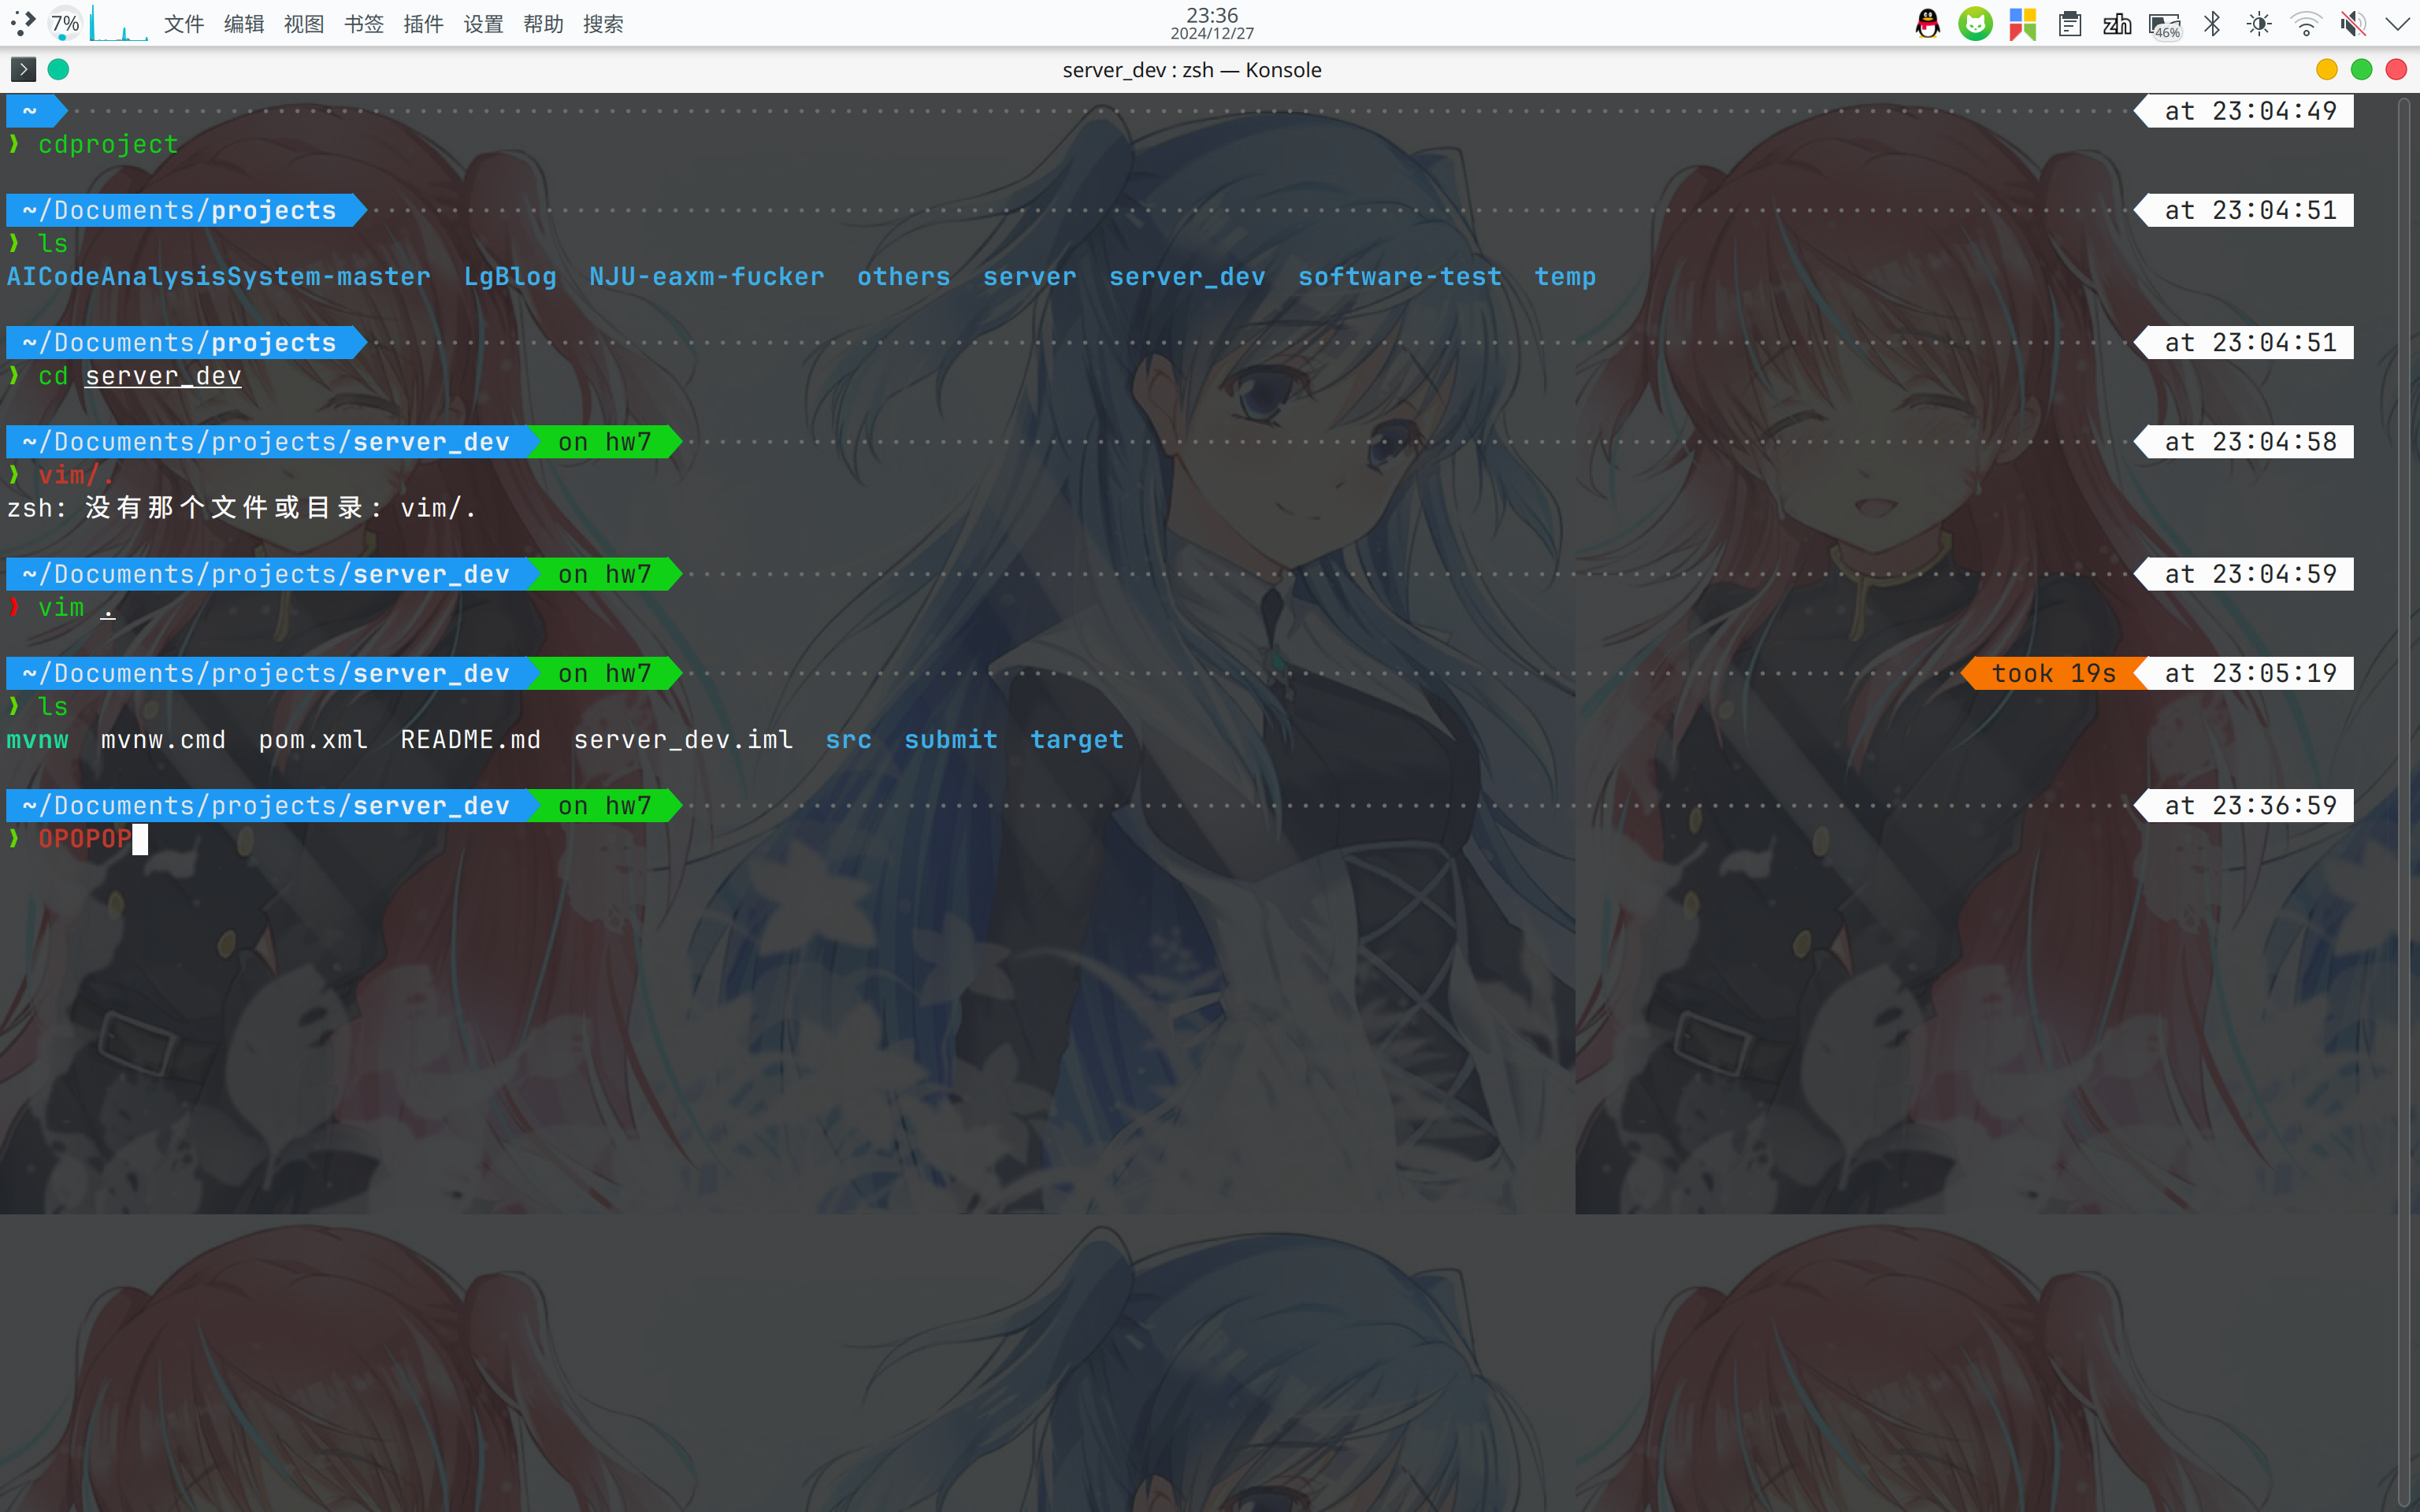 7% 文件 编辑 视图 书签 插件 设置 帮助 搜索 23:36 zh 46%
2024/12/27
server_dev : zsh — Konsole
~ at 23:04:49
❯ cdproject
~/Documents/projects at 23:04:51
❯ ls
AICodeAnalysisSystem-master LgBlog NJU-eaxm-fucker others server server_dev software-test temp
~/Documents/projects at 23:04:51
❯ cd server_dev
~/Documents/projects/server_dev on hw7 at 23:04:58
❯ vim/.
zsh: 没有那个文件或目录: vim/.
~/Documents/projects/server_dev on hw7 at 23:04:59
❯ vim .
~/Documents/projects/server_dev on hw7 took 19s at 23:05:19
❯ ls
mvnw mvnw.cmd pom.xml README.md server_dev.iml src submit target
~/Documents/projects/server_dev on hw7 at 23:36:59
❯ OPOPOP